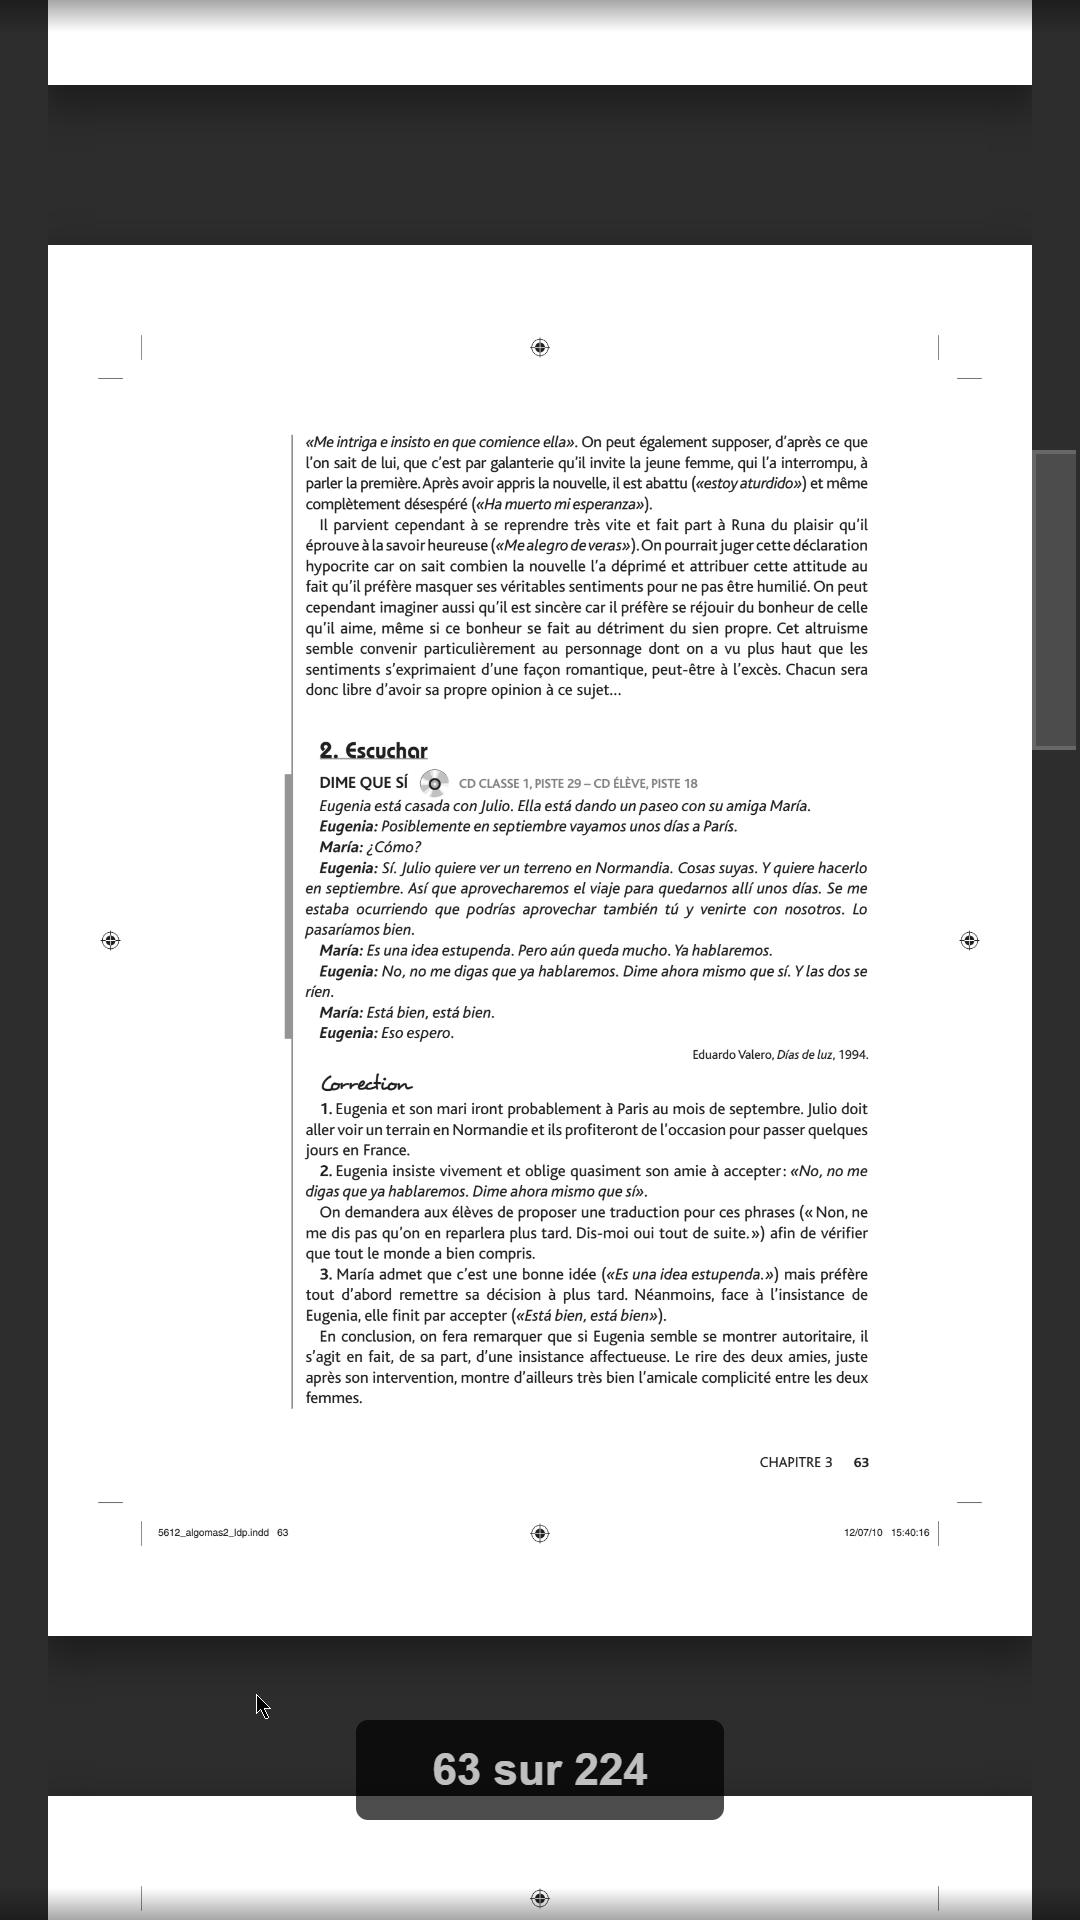 «Me intriga e insisto en que comience ella». On peut également supposer, d'après ce que
l'on sait de lui, que c'est par galanterie qu'il invite la jeune femme, qui l'a interrompu, à
parler la première. Après avoir appris la nouvelle, il est abattu («estoy aturdido») et même
complètement désespéré («Ha muerto mi esperanza»).
Il parvient cependant à se reprendre très vite et fait part à Runa du plaisir qu'il
éprouve à la savoir heureuse («Me alegro de veras»). On pourrait juger cette déclaration
hypocrite car on sait combien la nouvelle l'a déprimé et attribuer cette attitude au
fait qu'il préfère masquer ses véritables sentiments pour ne pas être humilié. On peut
cependant imaginer aussi qu'il est sincère car il préfère se réjouir du bonheur de celle
qu'il aime, même si ce bonheur se fait au détriment du sien propre. Cet altruisme
semble convenir particulièrement au personnage dont on a vu plus haut que les
sentiments s'exprimaient d'une façon romantique, peut-être à l'excès. Chacun sera
donc libre d'avoir sa propre opinion à ce sujet...
2. Escuchar
DIME QUE SÍ CD CLASSE 1, PISTE 29 – CD ÉLÈVE, PISTE 18
Eugenia está casada con Julio. Ella está dando un paseo con su amiga María.
Eugenia: Posiblemente en septiembre vayamos unos días a París.
María: ¿Cómo?
Eugenia: Sí. Julio quiere ver un terreno en Normandia. Cosas suyas. Y quiere hacerlo
en septiembre. Así que aprovecharemos el viaje para quedarnos allí unos días. Se me
estaba ocurriendo que podrías aprovechar también tú y venirte con nosotros. Lo
pasaríamos bien.
María: Es una idea estupenda. Pero aún queda mucho. Ya hablaremos.
Eugenia: No, no me digas que ya hablaremos. Dime ahora mismo que sí. Y las dos se
ríen.
María: Está bien, está bien.
Eugenia: Eso espero.
Eduardo Valero, Días de luz, 1994.
Correction
1. Eugenia et son mari iront probablement à Paris au mois de septembre. Julio doit
aller voir un terrain en Normandie et ils profiteront de l'occasion pour passer quelques
jours en France.
2. Eugenia insiste vivement et oblige quasiment son amie à accepter : «No, no me
digas que ya hablaremos. Dime ahora mismo que sí».
On demandera aux élèves de proposer une traduction pour ces phrases (« Non, ne
me dis pas qu'on en reparlera plus tard. Dis-moi oui tout de suite. ») afin de vérifier
que tout le monde a bien compris.
3. María admet que c'est une bonne idée («Es una idea estupenda.») mais préfère
tout d'abord remettre sa décision à plus tard. Néanmoins, face à l'insistance de
Eugenia, elle finit par accepter («Está bien, está bien»).
En conclusion, on fera remarquer que si Eugenia semble se montrer autoritaire, il
s'agit en fait, de sa part, d'une insistance affectueuse. Le rire des deux amies, juste
après son intervention, montre d'ailleurs très bien l'amicale complicité entre les deux
femmes.
CHAPITRE 3 63
5612_algomas2_ldp.indd 63 12/07/10 15:40:16
63 sur 224